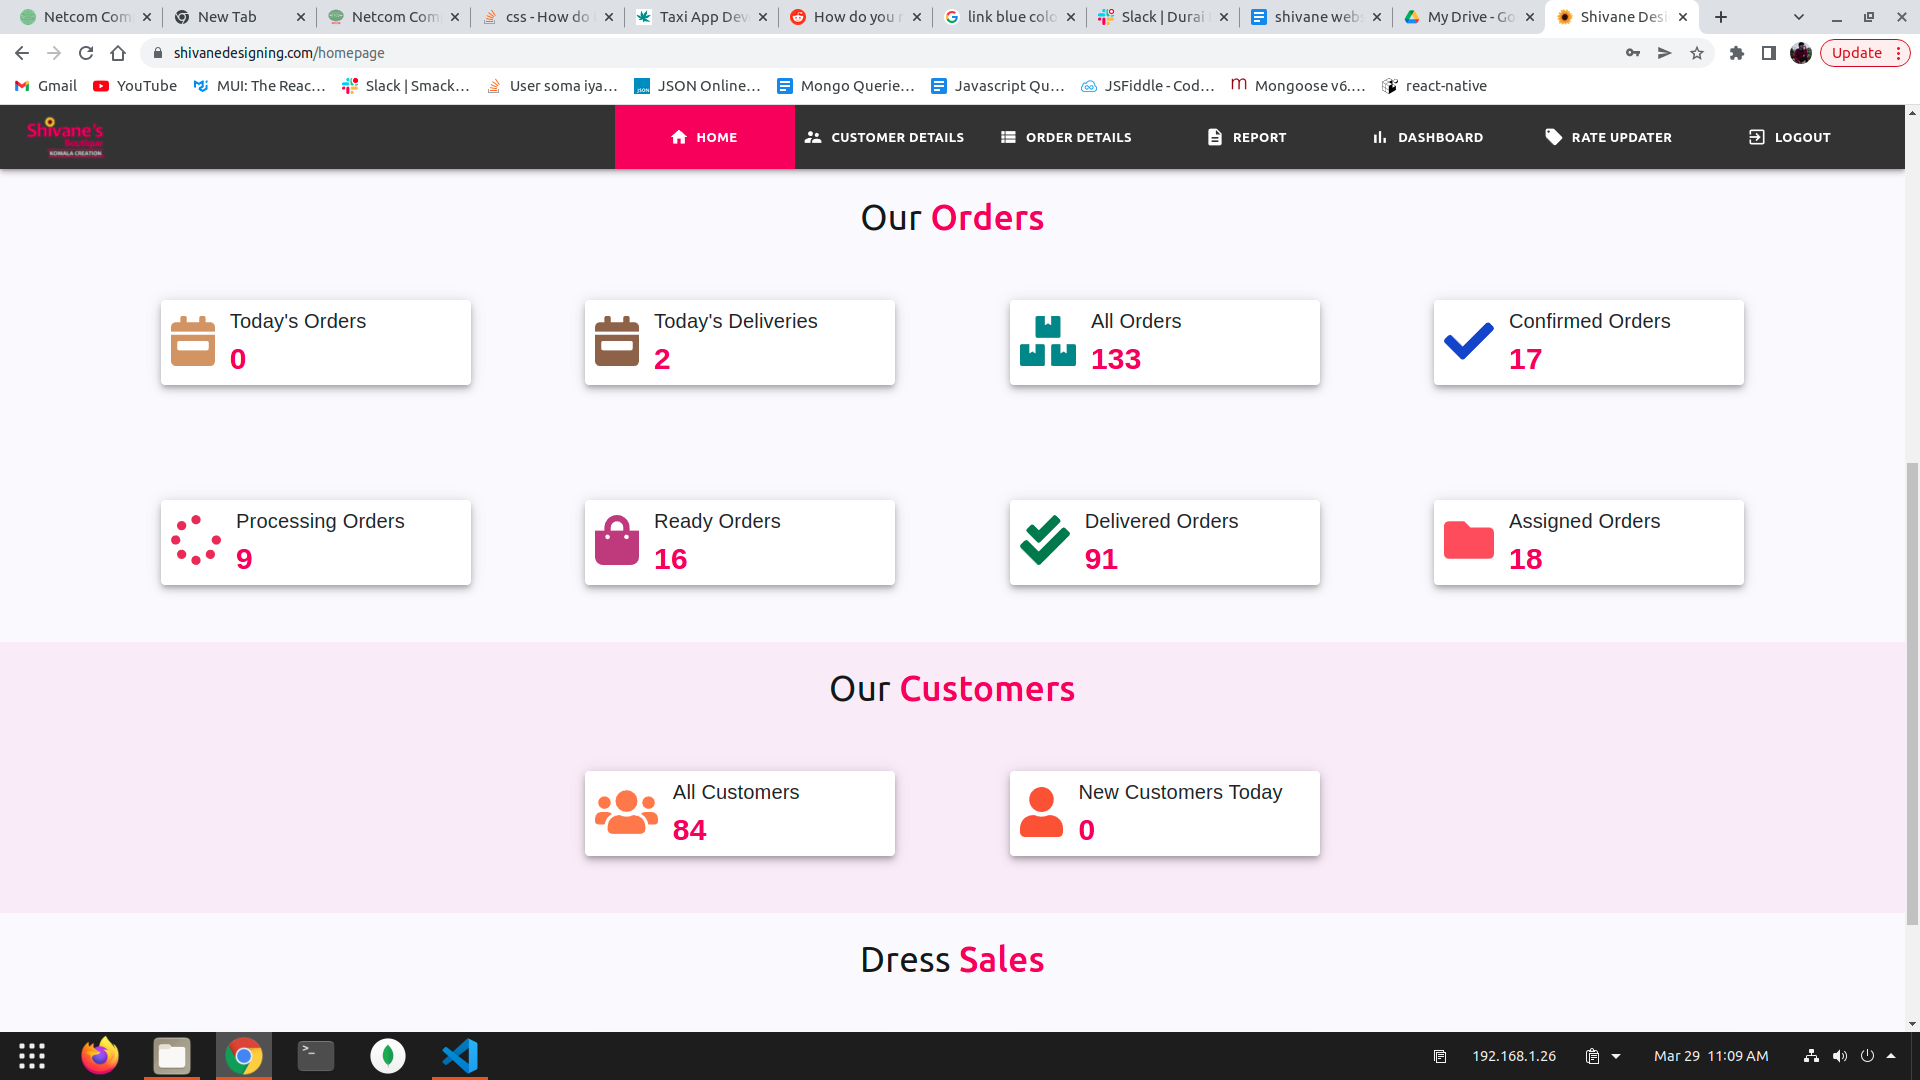 Netcom Com
New Tab
Netcom Com
css - How do
Taxi App Dev
How do you r
link blue colo
Slack | Durai
shivane web
My Drive - Go
Shivane Desi
shivanedesigning.com/homepage
Update
Gmail
YouTube
MUI: The Reac...
Slack | Smack...
User soma iya...
JSON Online...
Mongo Querie...
Javascript Qu...
JSFiddle - Cod...
Mongoose v6....
react-native
Shivane's
Boutique
KOMALA CREATION
HOME
CUSTOMER DETAILS
ORDER DETAILS
REPORT
DASHBOARD
RATE UPDATER
LOGOUT
Our Orders
Today's Orders
0
Today's Deliveries
2
All Orders
133
Confirmed Orders
17
Processing Orders
9
Ready Orders
16
Delivered Orders
91
Assigned Orders
18
Our Customers
All Customers
84
New Customers Today
0
Dress Sales
192.168.1.26
Mar 29 11:09 AM